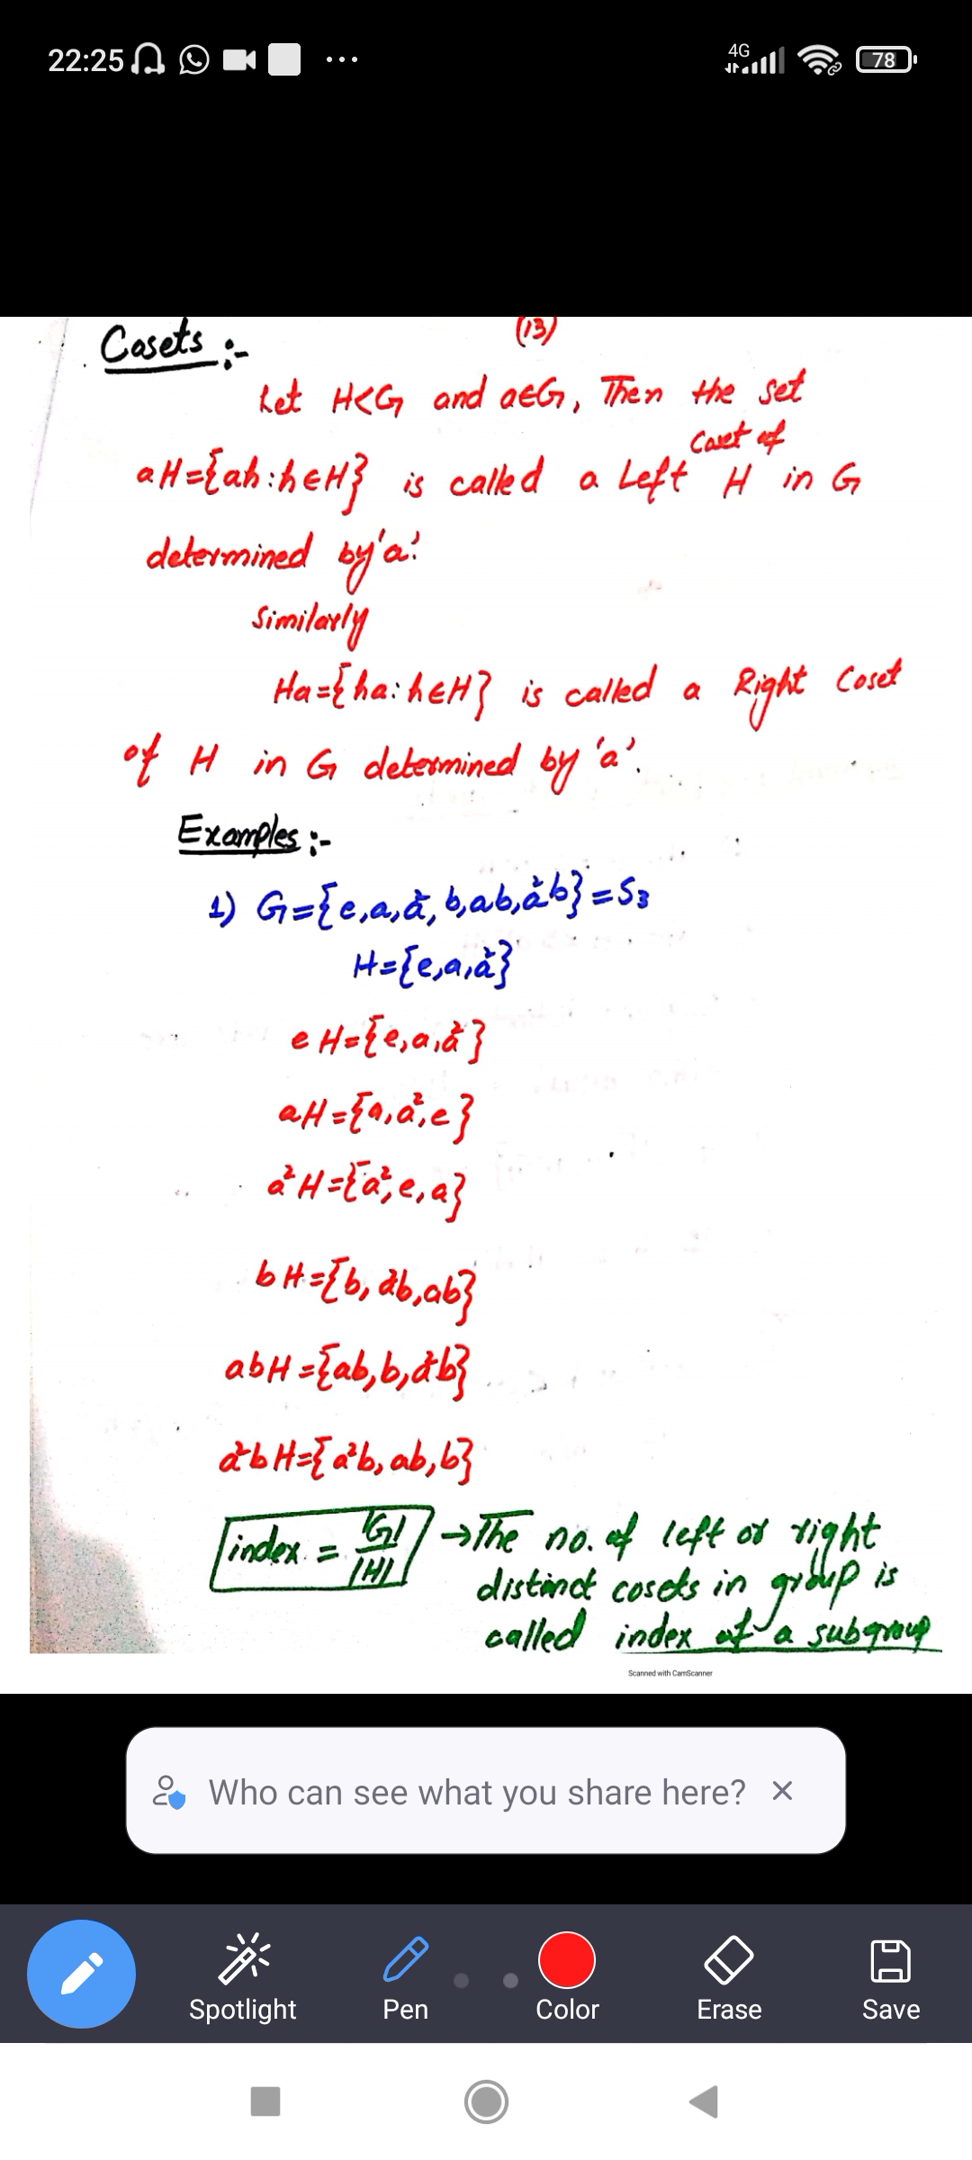 22:25 ... 4G 78
(13)
Cosets :-
Let H<G and a∈G, Then the set
aH={ah:h∈H} is called a Left Coset of H in G
determined by 'a'.
Similarly
Ha={ha:h∈H} is called a Right Coset
of H in G determined by 'a'.
Examples :-
1) G={e,a,a²,b,ab,a²b}=S₃
H={e,a,a²}
eH={e,a,a²}
aH={a,a²,e}
a²H={a²,e,a}
bH={b,a²b,ab}
abH={ab,b,a²b}
a²bH={a²b,ab,b}
index = |G|/|H| → The no. of left or right
distinct cosets in group is
called index of a subgroup
Scanned with CamScanner
Who can see what you share here? ×
Spotlight Pen Color Erase Save